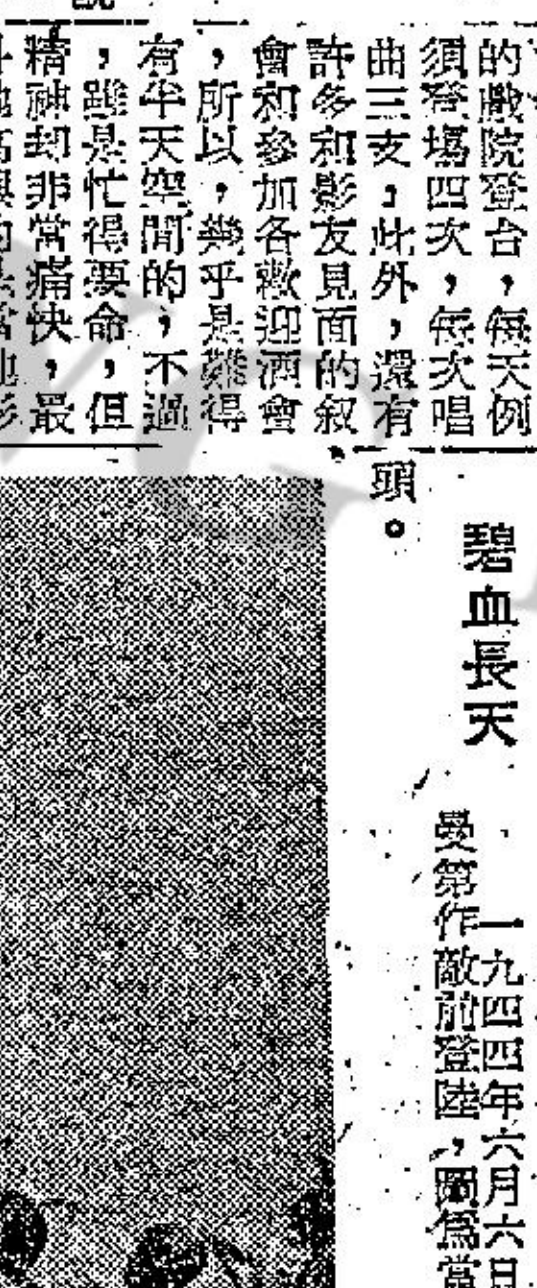 的戲院登台，每天例
須登場四次，每次唱
曲三支，此外，還有
許多和影友見面的叙
會和參加各歡迎酒會
，所以，幾乎是難得
有半天空閒的，不過
，雖是忙得要命，但
精神却非常痛快，最
頭。
碧血長天
一九四四年六月六日
曼第作敵前登陸，圖爲當